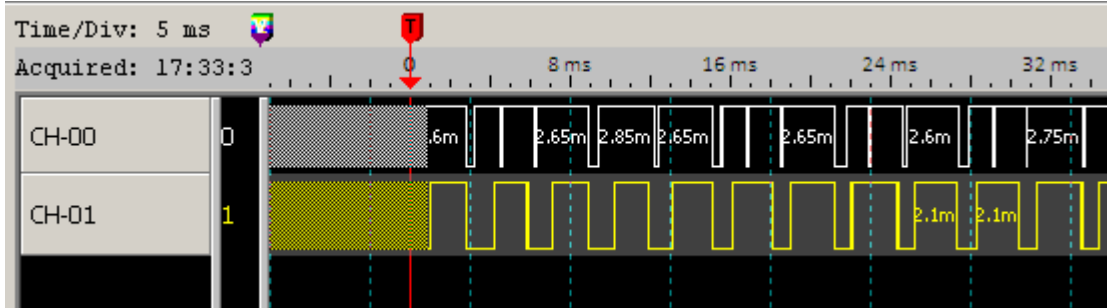 Time/Div: 5 ms
T
Acquired: 17:33:3
0 8 ms 16 ms 24 ms 32 ms
CH-00 0 .6m 2.65m 2.85m 2.65m 2.65m 2.6m 2.75m
CH-01 1 2.1m 2.1m